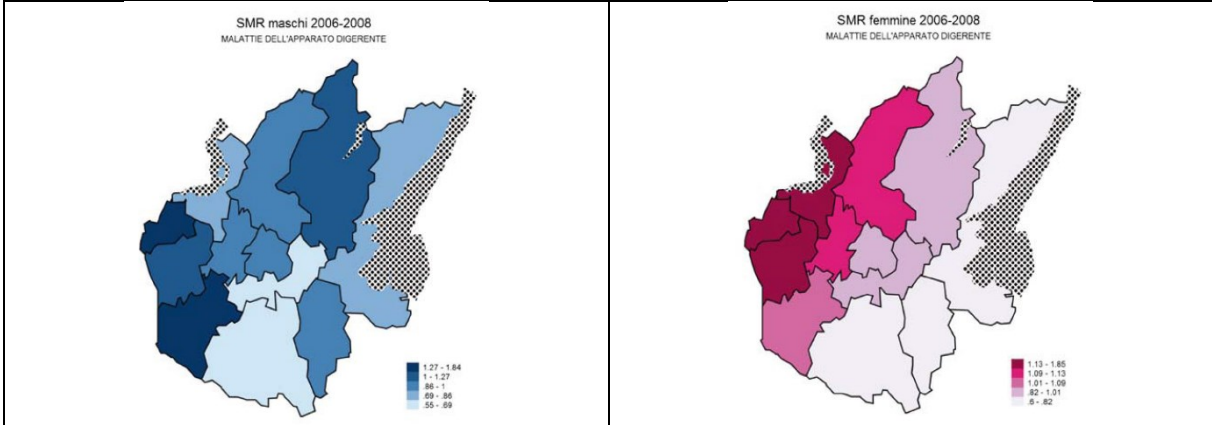 SMR maschi 2006-2008
MALATTIE DELL'APPARATO DIGERENTE
1.27 - 1.84
1 - 1.27
.86 - 1
.69 - .86
.55 - .69
SMR femmine 2006-2008
MALATTIE DELL'APPARATO DIGERENTE
1.13 - 1.85
1.09 - 1.13
1.01 - 1.09
.82 - 1.01
.6 - .82